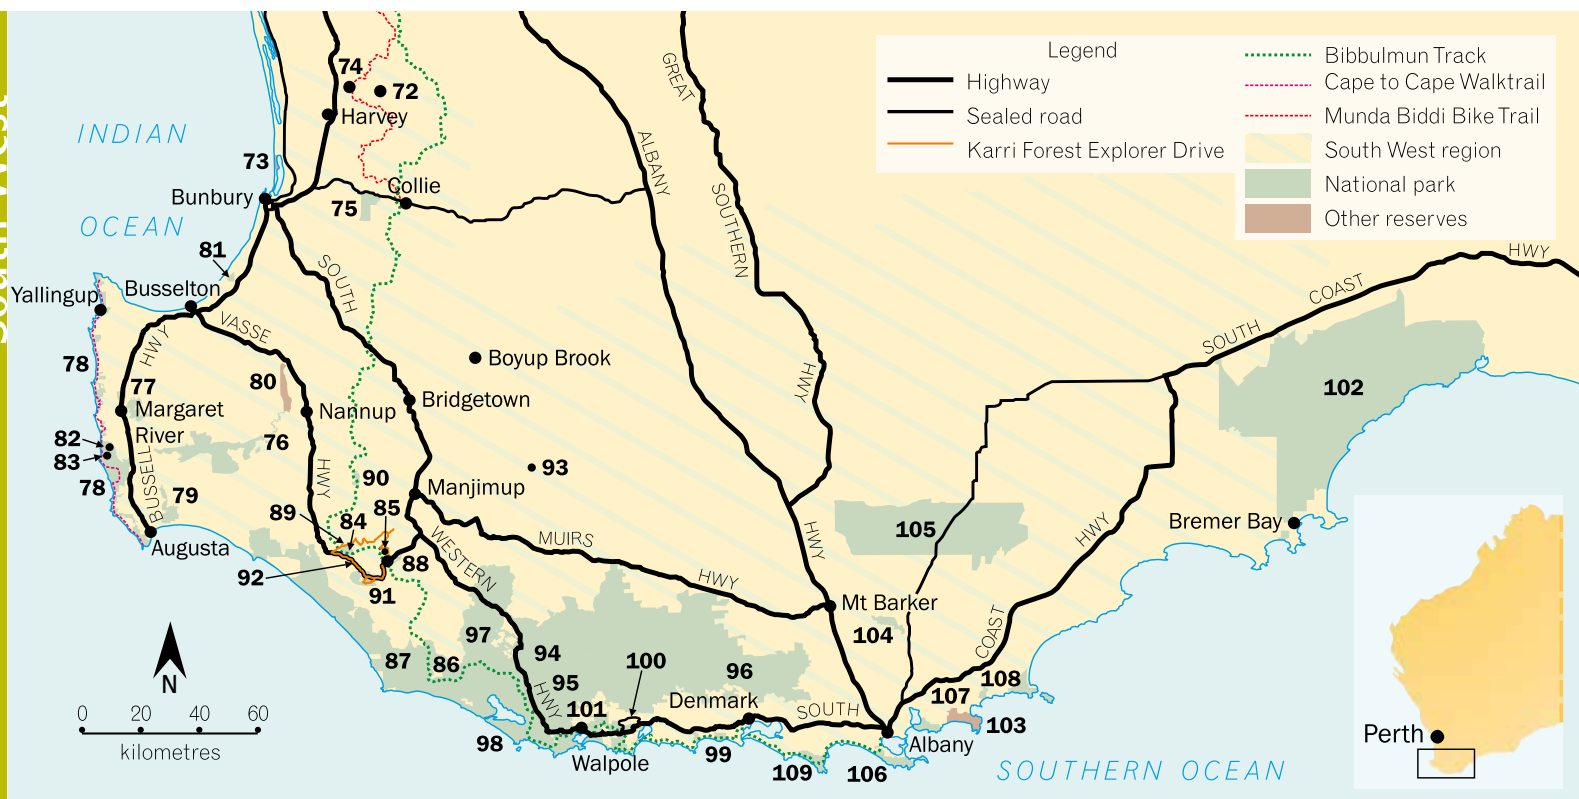 South West
Legend
Highway
Sealed road
Karri Forest Explorer Drive
Bibbulmun Track
Cape to Cape Walktrail
Munda Biddi Bike Trail
South West region
National park
Other reserves
INDIAN
OCEAN
74
72
Harvey
73
Bunbury
Collie
75
81
Yallingup
Busselton
SOUTH
VASSE
HWY
GREAT
SOUTHERN
HWY
ALBANY
HWY
HWY
COAST
SOUTH
78
77
80
Boyup Brook
Bridgetown
Margaret
River
Nannup
76
82
83
78
79
BUSSELL
HWY
90
93
Manjimup
102
89
84
85
Augusta
92
88
91
WESTERN
MUIRS
HWY
105
HWY
Bremer Bay
Mt Barker
104
COAST
97
94
87
86
95
100
96
HWY
101
Denmark
SOUTH
107
108
103
98
Walpole
99
109
106
Albany
SOUTHERN OCEAN
N
0 20 40 60
kilometres
Perth